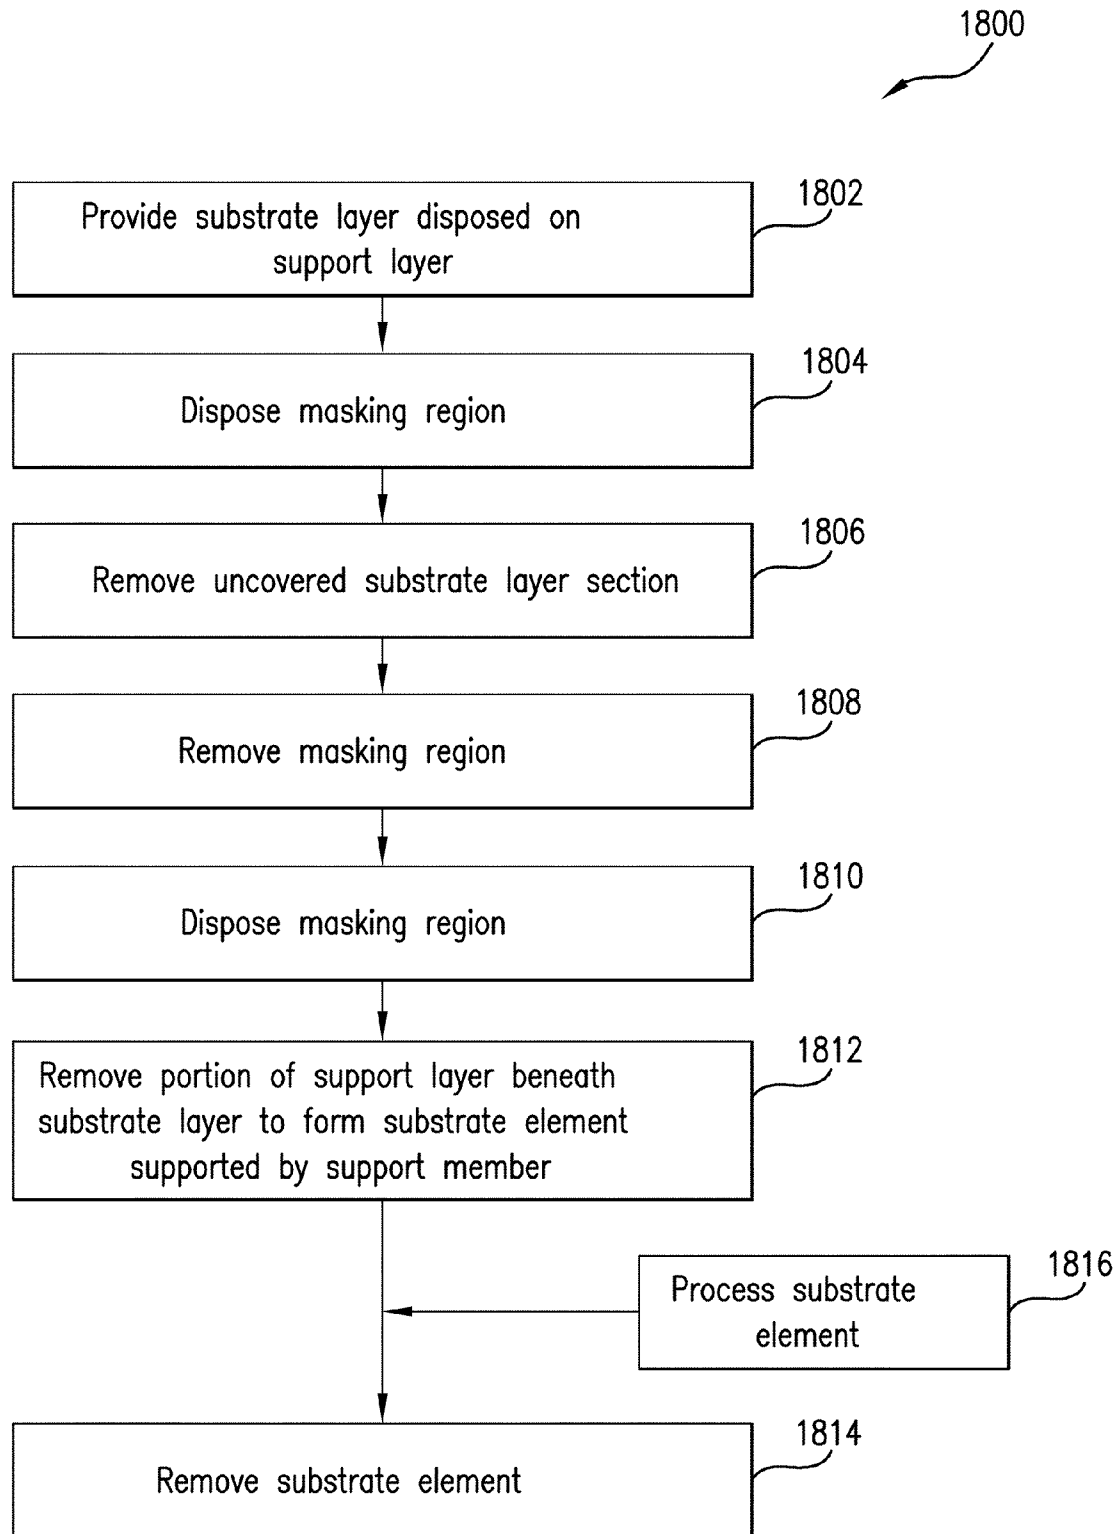 1800
Provide substrate layer disposed on
support layer
1802
Dispose masking region
1804
Remove uncovered substrate layer section
1806
Remove masking region
1808
Dispose masking region
1810
Remove portion of support layer beneath
substrate layer to form substrate element
supported by support member
1812
Process substrate
element
1816
Remove substrate element
1814